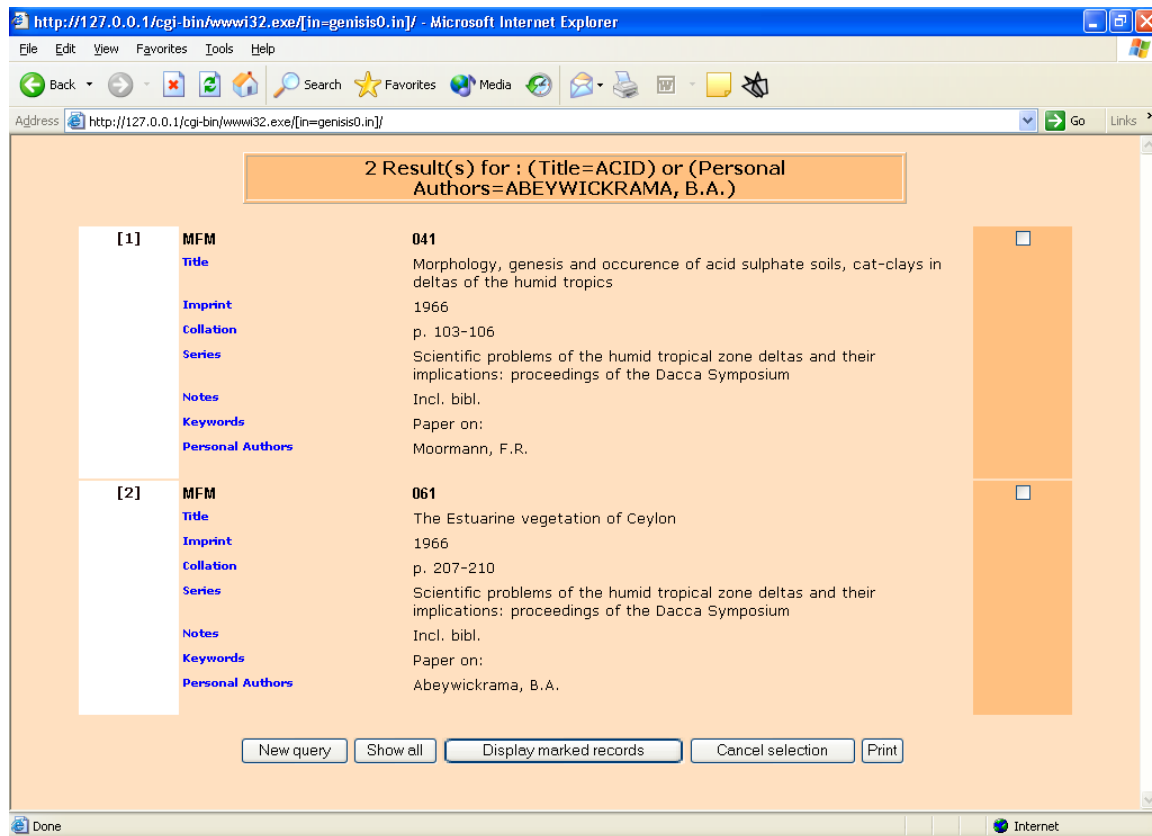 http://127.0.0.1/cgi-bin/wwwi32.exe/[in=genisis0.in]/ - Microsoft Internet Explorer
File Edit View Favorites Tools Help
Back Search Favorites Media
Address http://127.0.0.1/cgi-bin/wwwi32.exe/[in=genisis0.in]/ Go Links
2 Result(s) for : (Title=ACID) or (Personal
Authors=ABEYWICKRAMA, B.A.)
[1] MFM 041
Title Morphology, genesis and occurence of acid sulphate soils, cat-clays in
deltas of the humid tropics
Imprint 1966
Collation p. 103-106
Series Scientific problems of the humid tropical zone deltas and their
implications: proceedings of the Dacca Symposium
Notes Incl. bibl.
Keywords Paper on:
Personal Authors Moormann, F.R.
[2] MFM 061
Title The Estuarine vegetation of Ceylon
Imprint 1966
Collation p. 207-210
Series Scientific problems of the humid tropical zone deltas and their
implications: proceedings of the Dacca Symposium
Notes Incl. bibl.
Keywords Paper on:
Personal Authors Abeywickrama, B.A.
New query Show all Display marked records Cancel selection Print
Done Internet